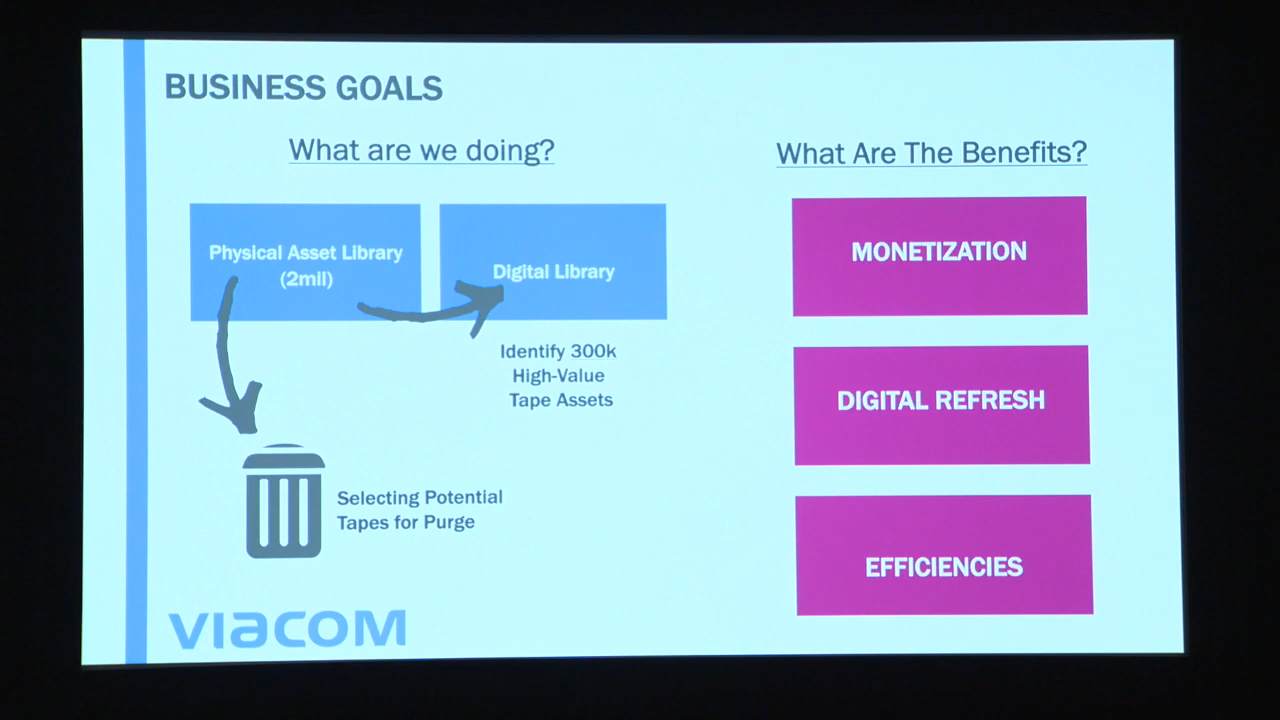 BUSINESS GOALS
What are we doing?
Physical Asset Library
(2mil)
Digital Library
Identify 300k
High-Value
Tape Assets
Selecting Potential
Tapes for Purge
VIACOM
What Are The Benefits?
MONETIZATION
DIGITAL REFRESH
EFFICIENCIES